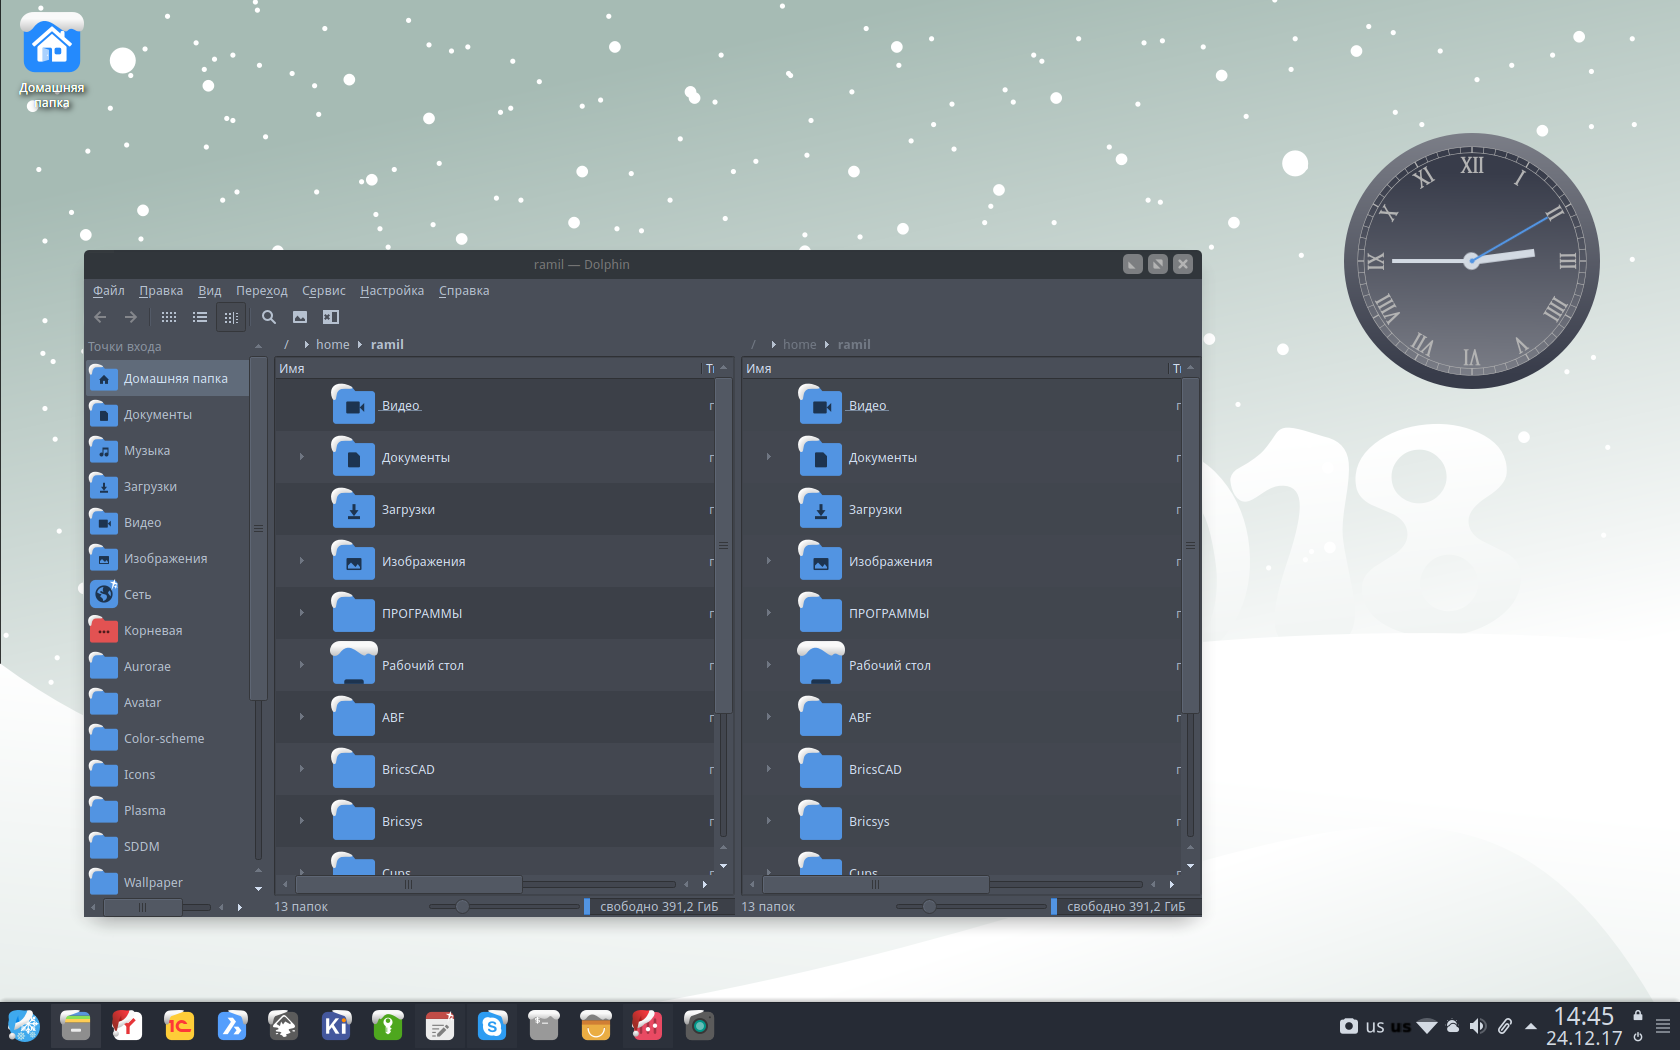 Домашняя
папка
XII
I
II
III
IIII
V
VI
VII
VIII
IX
X
XI
2018
ramil — Dolphin
Файл Правка Вид Переход Сервис Настройка Справка
Точки входа
Домашняя папка
Документы
Музыка
Загрузки
Видео
Изображения
Сеть
Корневая
Aurorae
Avatar
Color-scheme
Icons
Plasma
SDDM
Wallpaper
/ home ramil
Имя
Видео
Документы
Загрузки
Изображения
ПРОГРАММЫ
Рабочий стол
ABF
BricsCAD
Bricsys
Cups
13 папок свободно 391,2 ГиБ
/ home ramil
Имя
Видео
Документы
Загрузки
Изображения
ПРОГРАММЫ
Рабочий стол
ABF
BricsCAD
Bricsys
Cups
13 папок свободно 391,2 ГиБ
Y 1C Ki S
us us
14:45
24.12.17